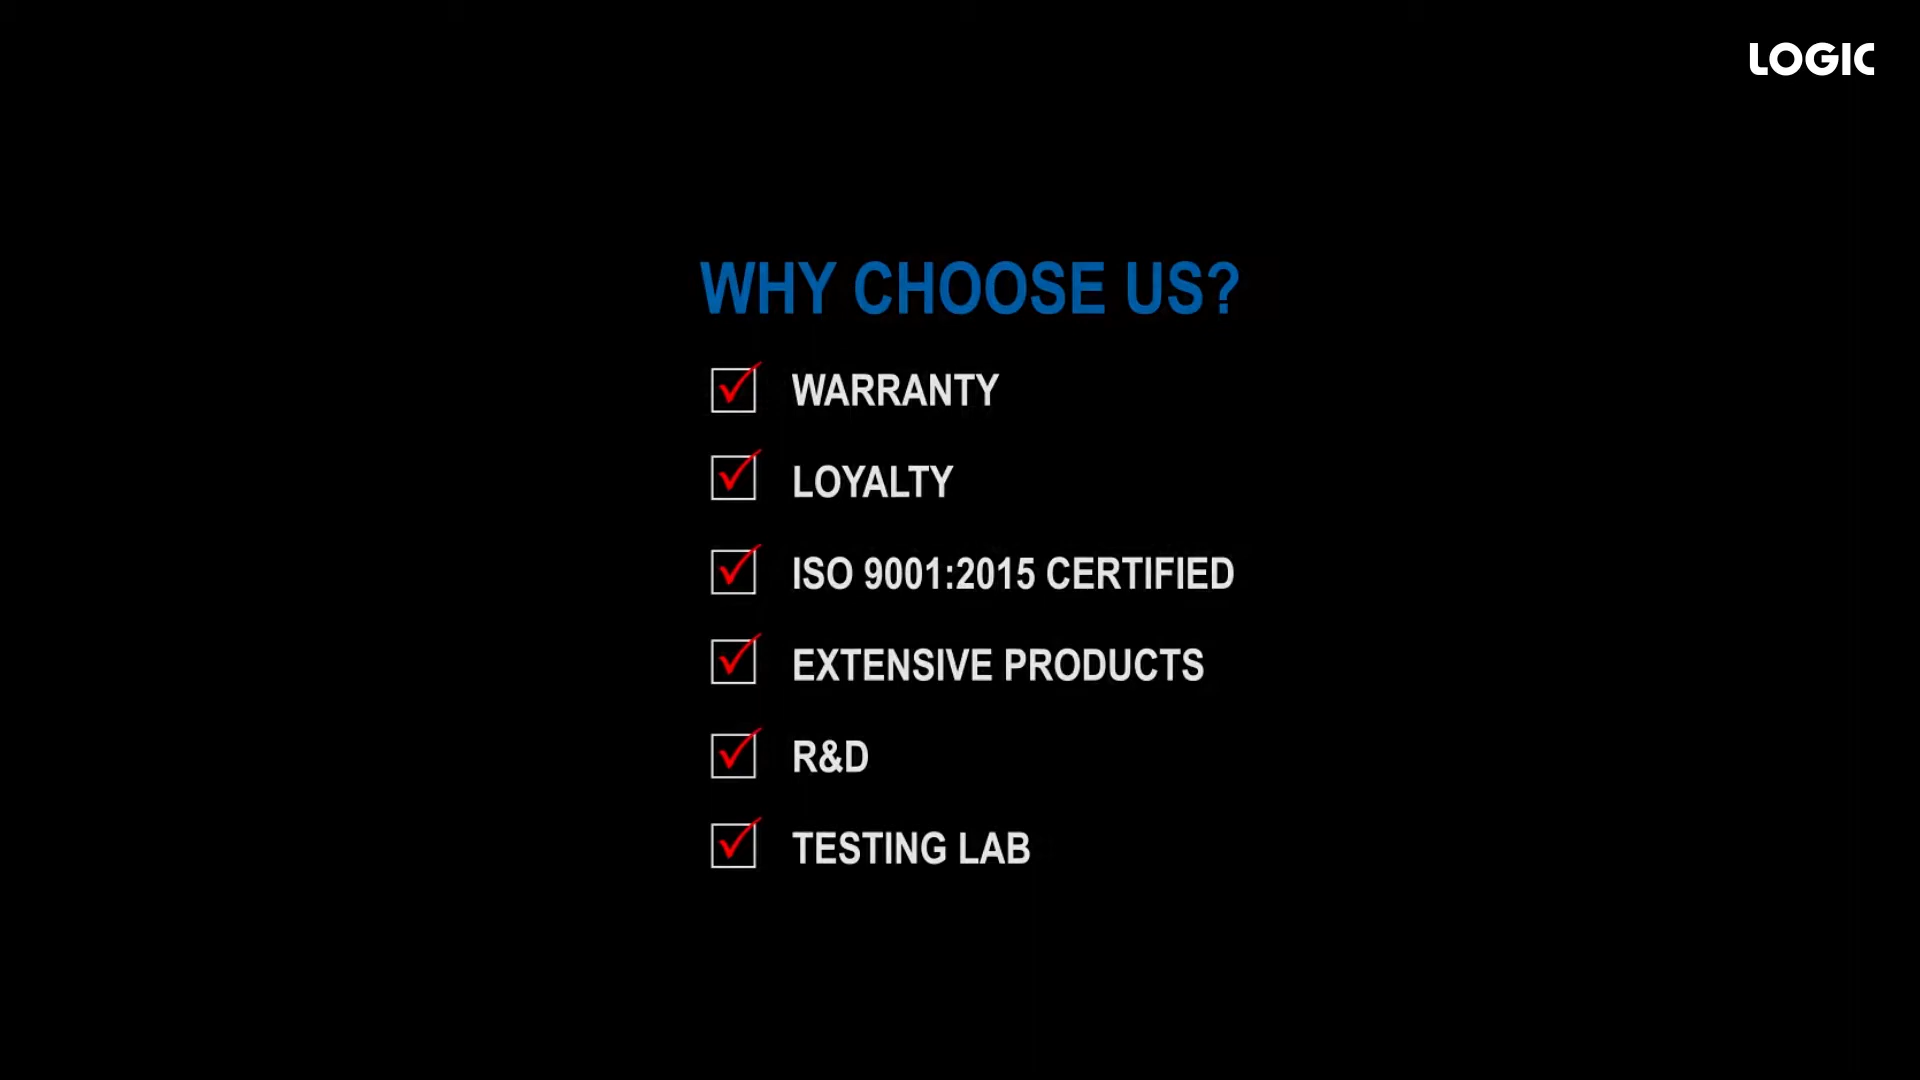 LOGIC
WHY CHOOSE US?
WARRANTY
LOYALTY
ISO 9001:2015 CERTIFIED
EXTENSIVE PRODUCTS
R&D
TESTING LAB